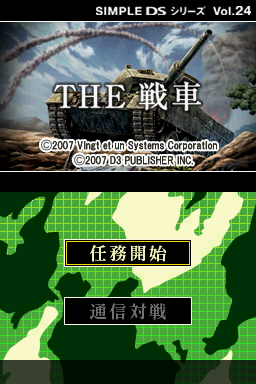 SIMPLE DS シリーズ Vol.24
THE 戦車
©2007 Vingt et un Systems Corporation
©2007 D3 PUBLISHER INC.
任務開始
通信対戦